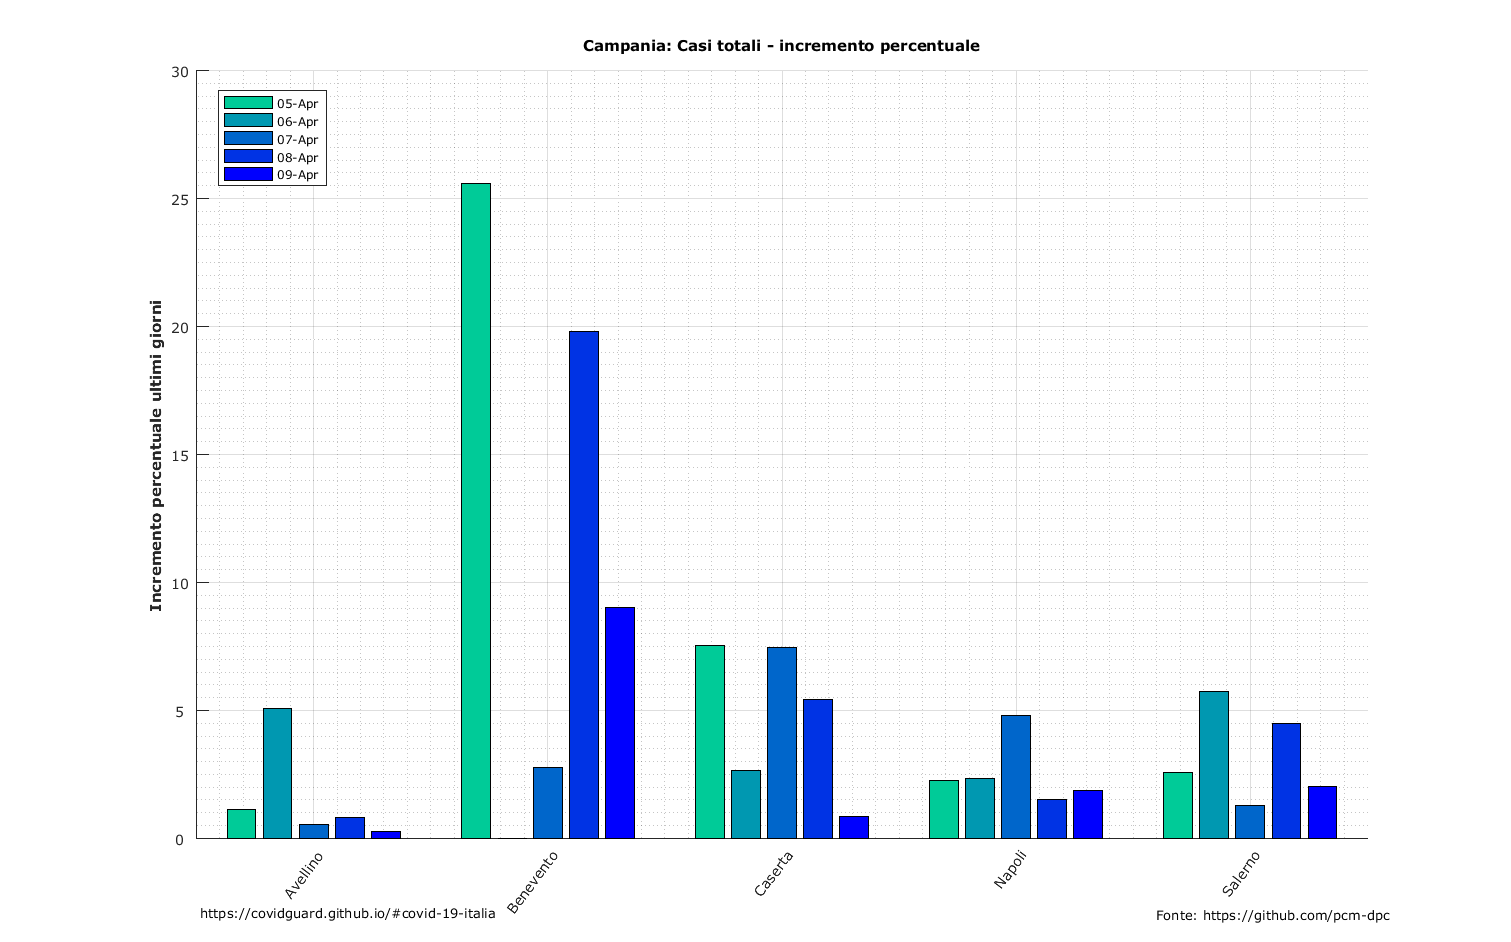 Campania: Casi totali - incremento percentuale
30
25
20
15
10
5
0
Incremento percentuale ultimi giorni
05-Apr
06-Apr
07-Apr
08-Apr
09-Apr
Avellino
Benevento
Caserta
Napoli
Salerno
https://covidguard.github.io/#covid-19-italia
Fonte: https://github.com/pcm-dpc